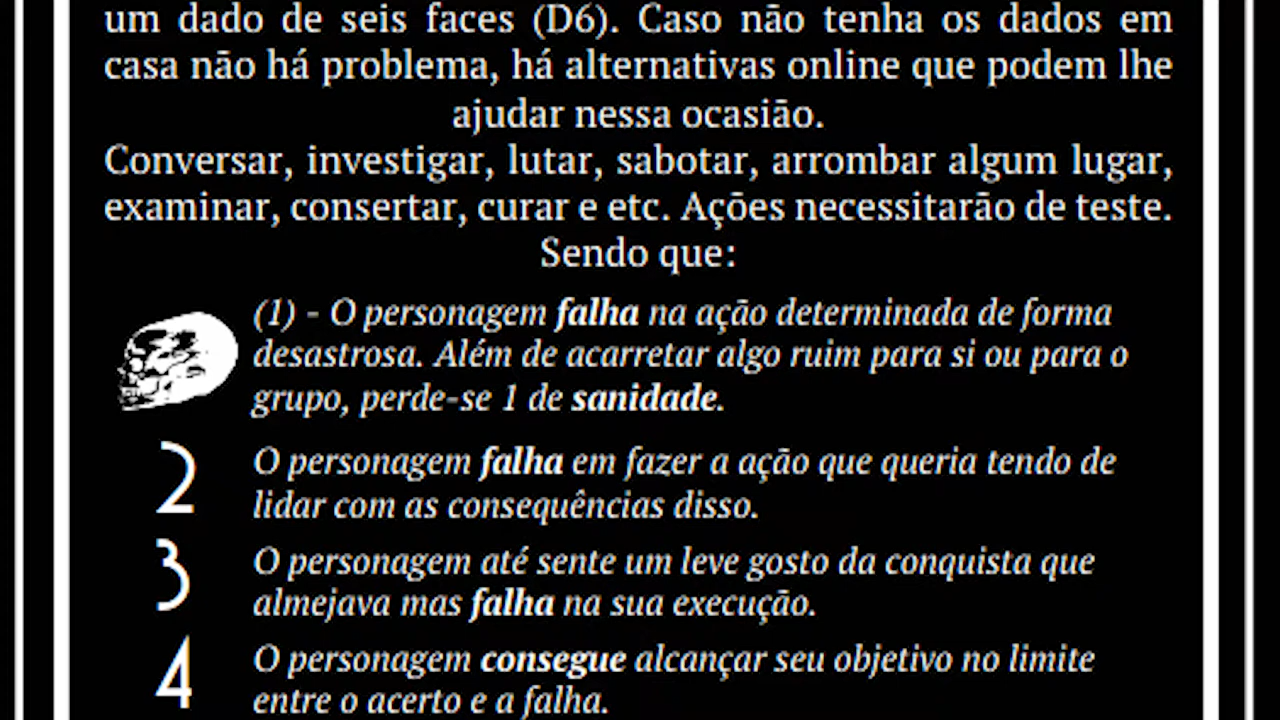 um dado de seis faces (D6). Caso não tenha os dados em
casa não há problema, há alternativas online que podem lhe
ajudar nessa ocasião.
Conversar, investigar, lutar, sabotar, arrombar algum lugar,
examinar, consertar, curar e etc. Ações necessitarão de teste.
Sendo que:
(1) - O personagem falha na ação determinada de forma
desastrosa. Além de acarretar algo ruim para si ou para o
grupo, perde-se 1 de sanidade.
2 O personagem falha em fazer a ação que queria tendo de
lidar com as consequências disso.
3 O personagem até sente um leve gosto da conquista que
almejava mas falha na sua execução.
4 O personagem consegue alcançar seu objetivo no limite
entre o acerto e a falha.